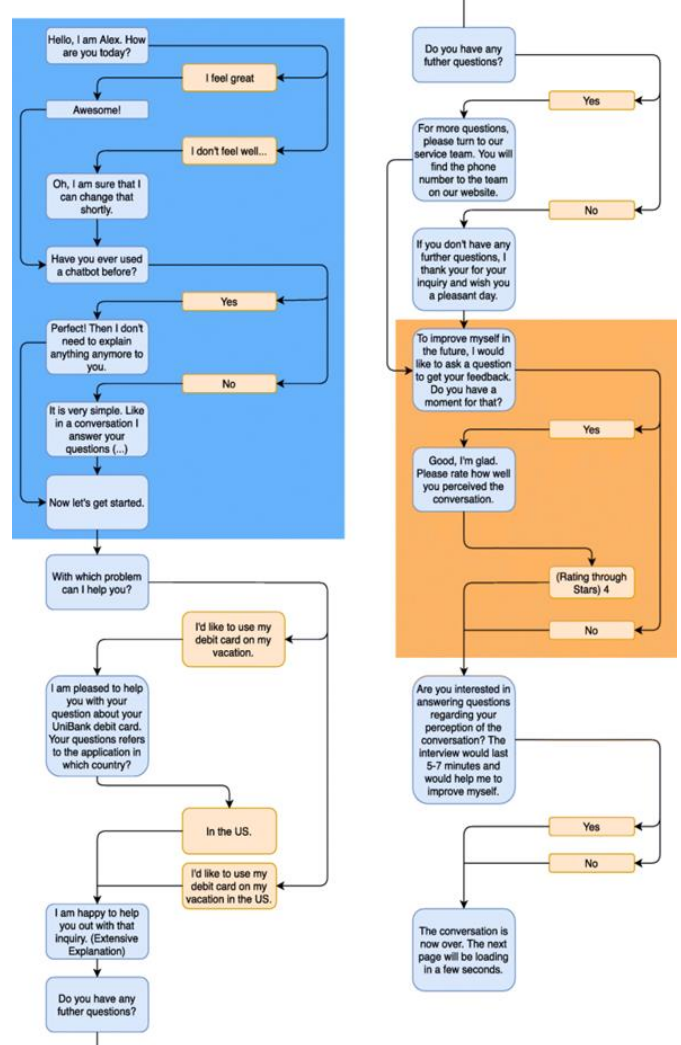 Hello, I am Alex. How
are you today?
I feel great
Awesome!
I don't feel well...
Oh, I am sure that I
can change that
shortly.
Have you ever used
a chatbot before?
Yes
Perfect! Then I don't
need to explain
anything anymore to
you.
No
It is very simple. Like
in a conversation I
answer your
questions (...)
Now let's get started.
With which problem
can I help you?
I'd like to use my
debit card on my
vacation.
I am pleased to help
you with your
question about your
UniBank debit card.
Your questions refers
to the application in
which country?
In the US.
I'd like to use my
debit card on my
vacation in the US.
I am happy to help
you out with that
inquiry. (Extensive
Explanation)
Do you have any
futher questions?
Do you have any
futher questions?
Yes
For more questions,
please turn to our
service team. You will
find the phone
number to the team
on our website.
No
If you don't have any
further questions, I
thank your for your
inquiry and wish you
a pleasant day.
To improve myself in
the future, I would
like to ask a question
to get your feedback.
Do you have a
moment for that?
Yes
Good, I'm glad.
Please rate how well
you perceived the
conversation.
(Rating through
Stars) 4
No
Are you interested in
answering questions
regarding your
perception of the
conversation? The
interview would last
5-7 minutes and
would help me to
improve myself.
Yes
No
The conversation is
now over. The next
page will be loading
in a few seconds.